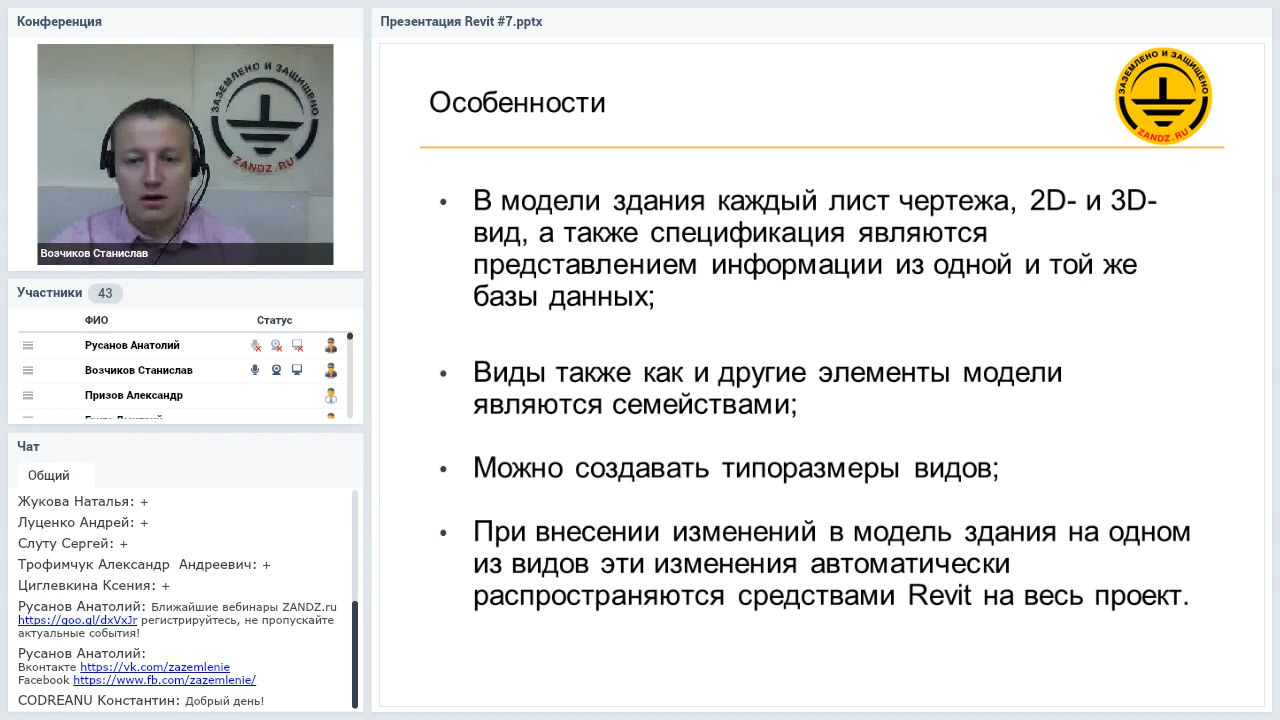 Конференция
ЗАЗЕМЛЕНО И ЗАЩИЩЕНО
ZANDZ.RU
Возчиков Станислав
Участники 43
ФИО Статус
Русанов Анатолий
Возчиков Станислав
Призов Александр
Чат
Общий
Жукова Наталья: +
Луценко Андрей: +
Слуту Сергей: +
Трофимчук Александр Андреевич: +
Циглевкина Ксения: +
Русанов Анатолий: Ближайшие вебинары ZANDZ.ru
https://goo.gl/dxVxJr регистрируйтесь, не пропускайте
актуальные события!
Русанов Анатолий:
Вконтакте https://vk.com/zazemlenie
Facebook https://www.fb.com/zazemlenie/
CODREANU Константин: Добрый день!
Презентация Revit #7.pptx
ЗАЗЕМЛЕНО И ЗАЩИЩЕНО
ZANDZ.RU
Особенности
• В модели здания каждый лист чертежа, 2D- и 3D-
вид, а также спецификация являются
представлением информации из одной и той же
базы данных;
• Виды также как и другие элементы модели
являются семействами;
• Можно создавать типоразмеры видов;
• При внесении изменений в модель здания на одном
из видов эти изменения автоматически
распространяются средствами Revit на весь проект.